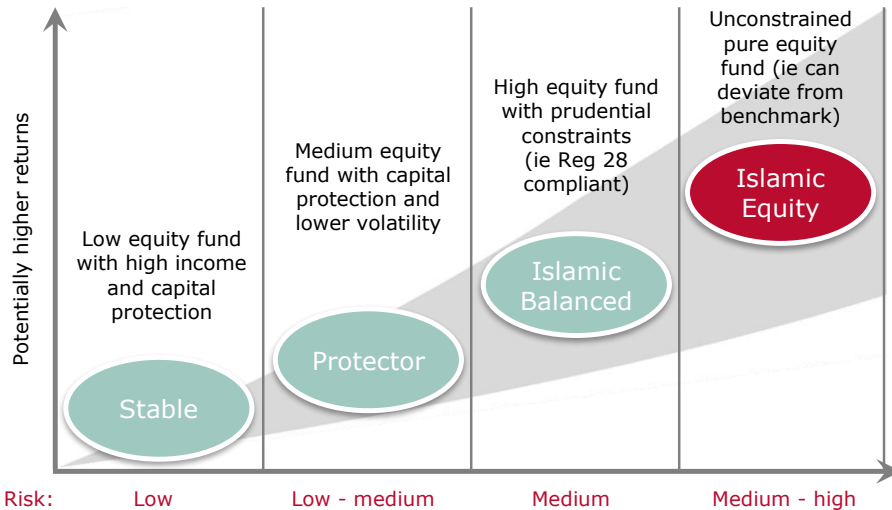 Potentially higher returns
Low equity fund
with high income
and capital
protection
Stable
Medium equity
fund with capital
protection and
lower volatility
Protector
High equity fund
with prudential
constraints
(ie Reg 28
compliant)
Islamic
Balanced
Unconstrained
pure equity
fund (ie can
deviate from
benchmark)
Islamic
Equity
Risk:
Low
Low - medium
Medium
Medium - high